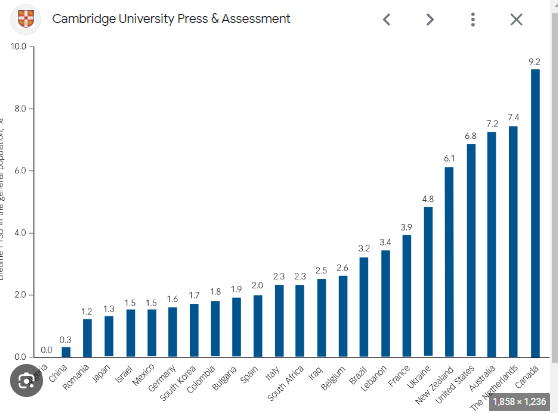 Cambridge University Press & Assessment
10.0
8.0
6.0
4.0
2.0
0.0
in the general population, %
0.0
0.3
1.2
1.3
1.5
1.5
1.6
1.7
1.8
1.9
2.0
2.3
2.3
2.5
2.6
3.2
3.4
3.9
4.8
6.1
6.8
7.2
7.4
9.2
China
Romania
Japan
Israel
Mexico
Germany
South Korea
Colombia
Bulgaria
Spain
Italy
South Africa
Iraq
Belgium
Brazil
Lebanon
France
Ukraine
New Zealand
United States
Australia
The Netherlands
Canada
1,858 × 1,236